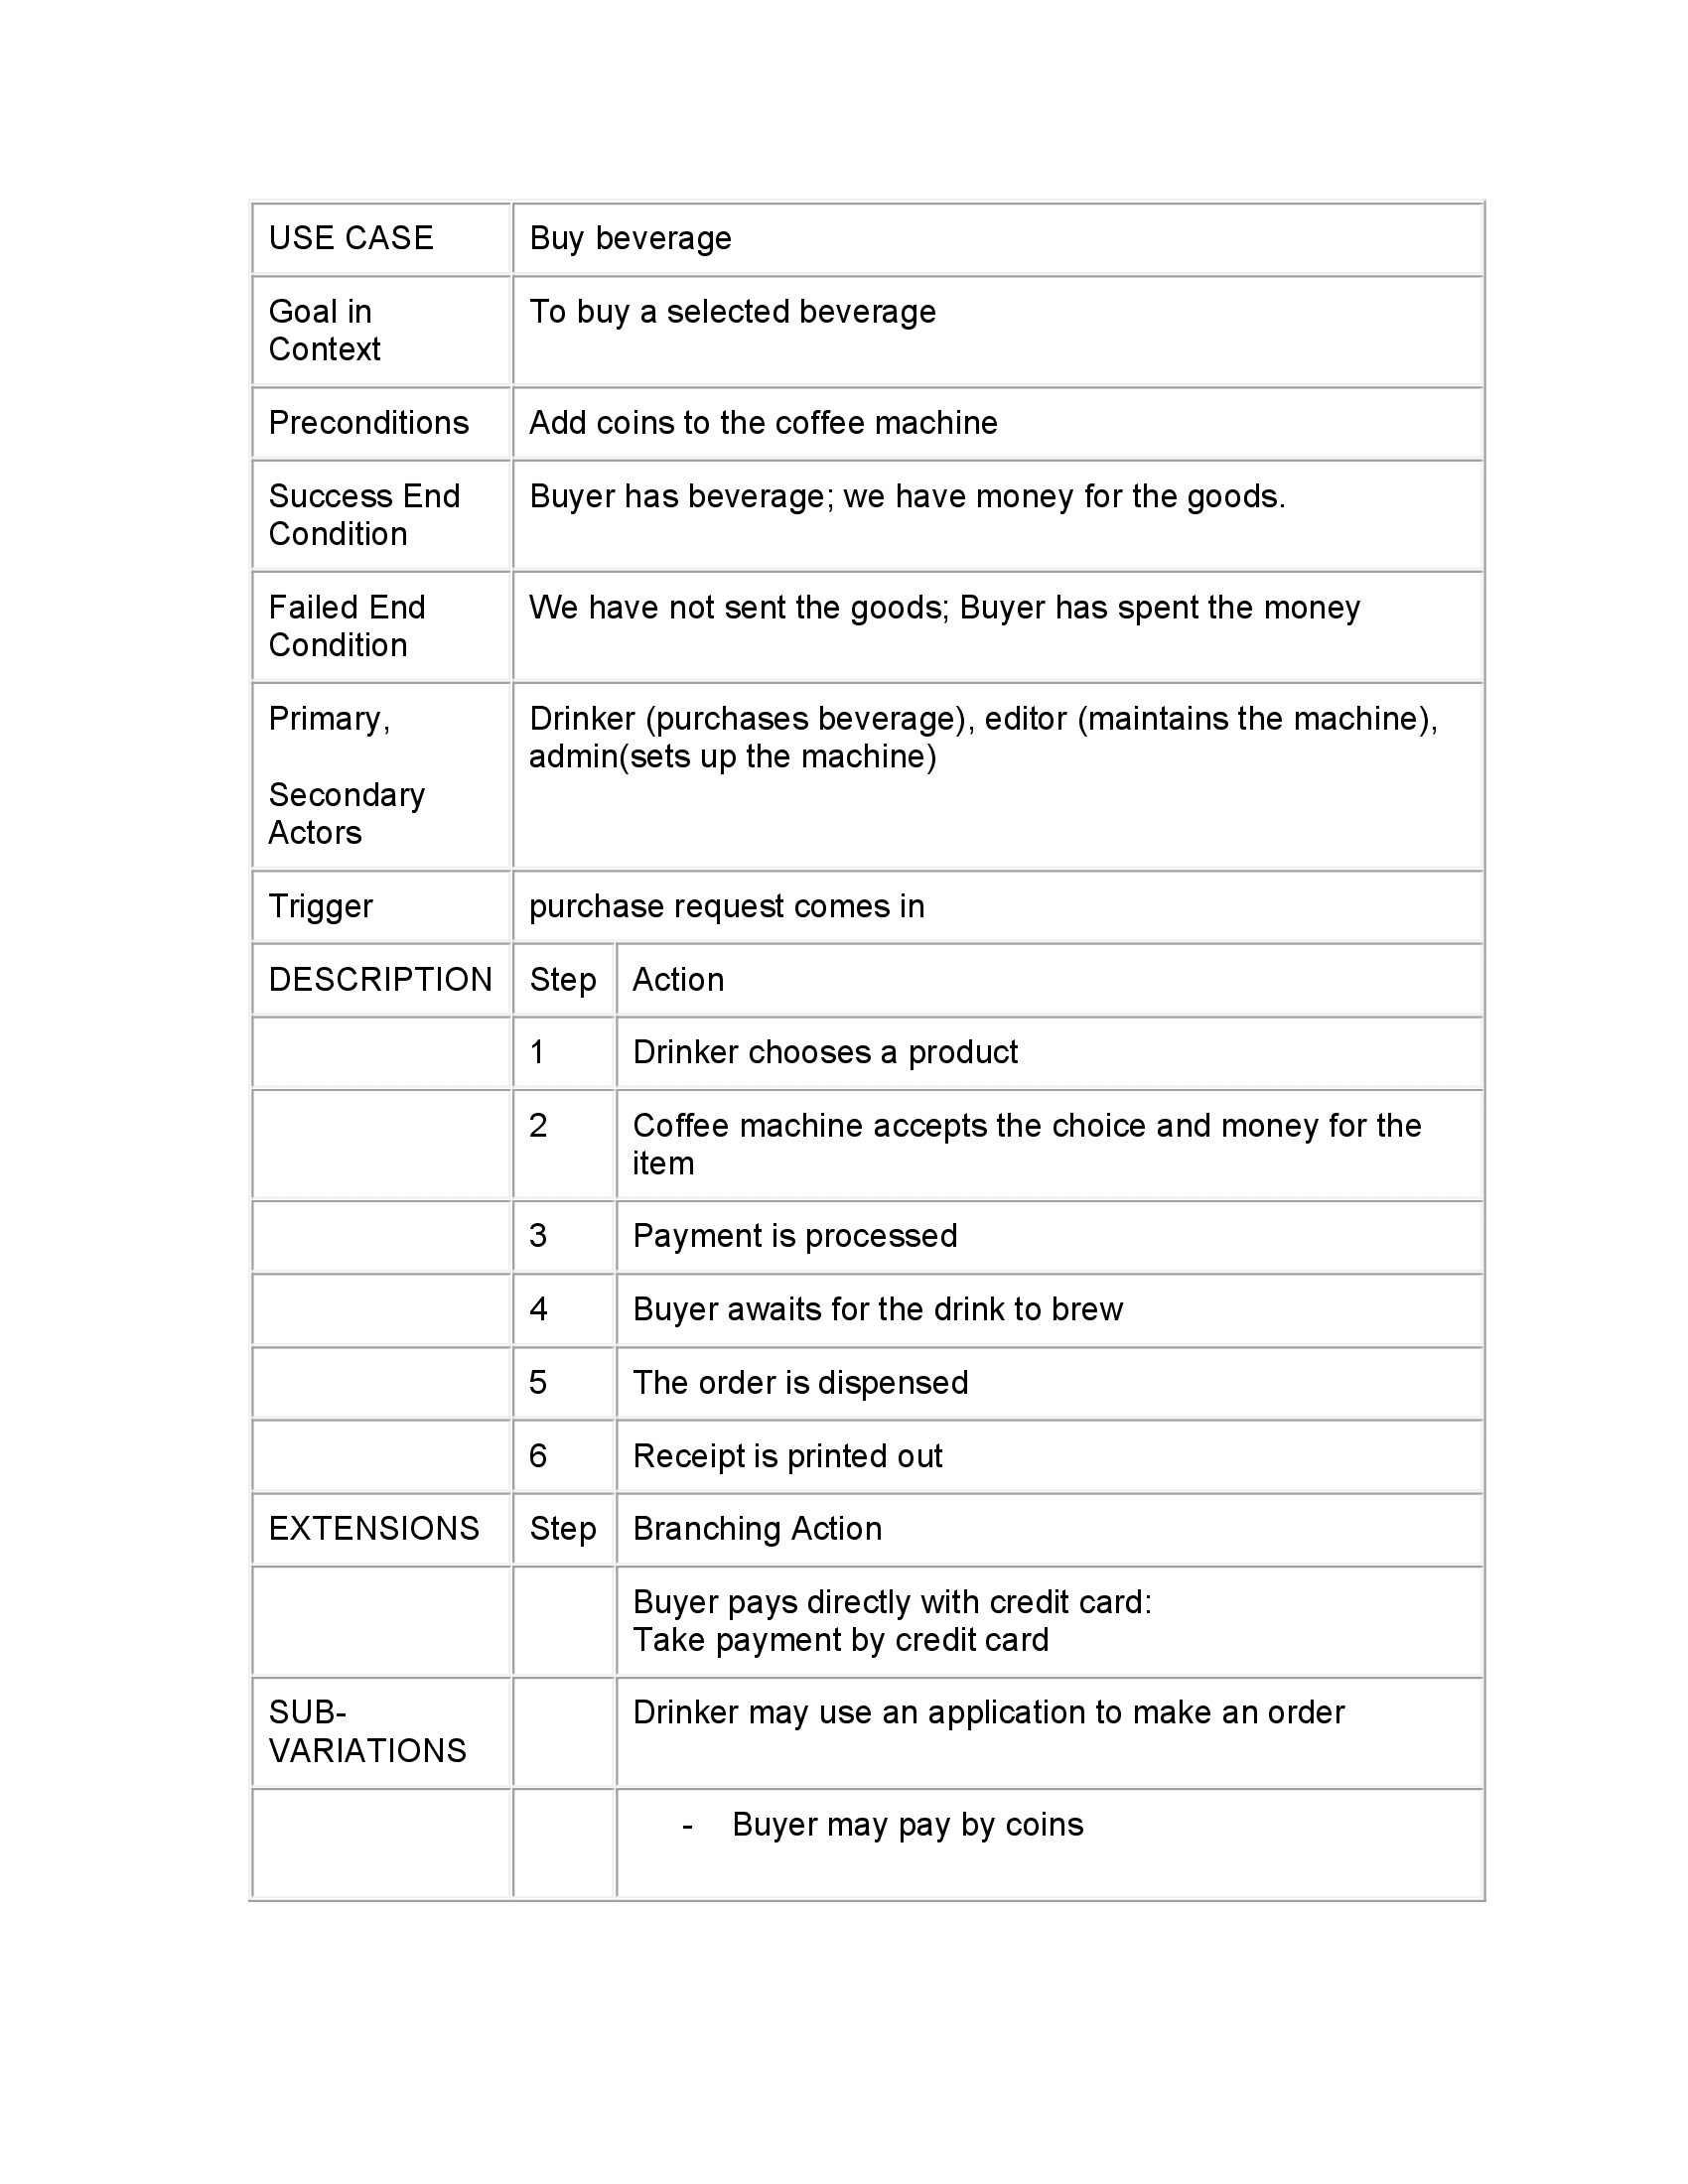 USE CASE
Buy beverage
Goal in
Context
To buy a selected beverage
Preconditions
Add coins to the coffee machine
Success End
Condition
Buyer has beverage; we have money for the goods.
Failed End
Condition
We have not sent the goods; Buyer has spent the money
Primary,
Secondary
Actors
Drinker (purchases beverage), editor (maintains the machine),
admin(sets up the machine)
Trigger
purchase request comes in
DESCRIPTION
Step
Action
1
Drinker chooses a product
2
Coffee machine accepts the choice and money for the
item
3
Payment is processed
4
Buyer awaits for the drink to brew
5
The order is dispensed
6
Receipt is printed out
EXTENSIONS
Step
Branching Action
Buyer pays directly with credit card:
Take payment by credit card
SUB-
VARIATIONS
Drinker may use an application to make an order
- Buyer may pay by coins